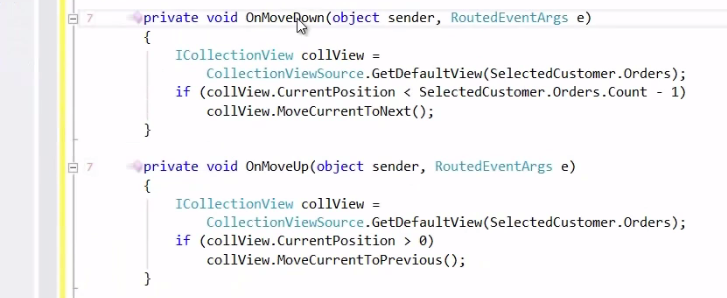 7 private void OnMoveDown(object sender, RoutedEventArgs e)
{
ICollectionView collView =
CollectionViewSource.GetDefaultView(SelectedCustomer.Orders);
if (collView.CurrentPosition < SelectedCustomer.Orders.Count - 1)
collView.MoveCurrentToNext();
}
7 private void OnMoveUp(object sender, RoutedEventArgs e)
{
ICollectionView collView =
CollectionViewSource.GetDefaultView(SelectedCustomer.Orders);
if (collView.CurrentPosition > 0)
collView.MoveCurrentToPrevious();
}